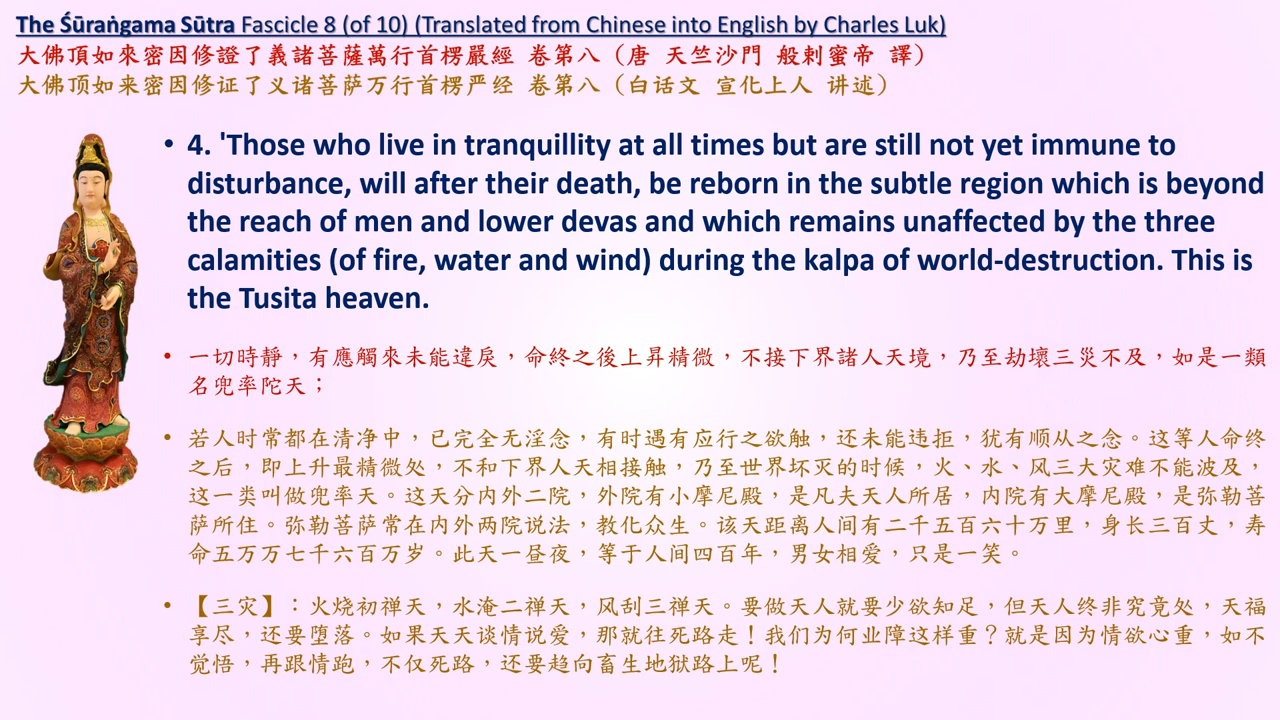 The Śūraṅgama Sūtra Fascicle 8 (of 10) (Translated from Chinese into English by Charles Luk)
大佛頂如來密因修證了義諸菩薩萬行首楞嚴經 卷第八（唐 天竺沙門 般剌蜜帝 譯）
大佛顶如来密因修证了义诸菩萨万行首楞严经 卷第八（白话文 宣化上人 讲述）
• 4. 'Those who live in tranquillity at all times but are still not yet immune to
disturbance, will after their death, be reborn in the subtle region which is beyond
the reach of men and lower devas and which remains unaffected by the three
calamities (of fire, water and wind) during the kalpa of world-destruction. This is
the Tusita heaven.
• 一切時靜，有應觸來未能違戾，命終之後上昇精微，不接下界諸人天境，乃至劫壞三災不及，如是一類
名兜率陀天；
• 若人时常都在清净中，已完全无淫念，有时遇有应行之欲触，还未能违拒，犹有顺从之念。这等人命终
之后，即上升最精微处，不和下界人天相接触，乃至世界坏灭的时候，火、水、风三大灾难不能波及，
这一类叫做兜率天。这天分内外二院，外院有小摩尼殿，是凡夫天人所居，内院有大摩尼殿，是弥勒菩
萨所住。弥勒菩萨常在内外两院说法，教化众生。该天距离人间有二千五百六十万里，身长三百丈，寿
命五万万七千六百万岁。此天一昼夜，等于人间四百年，男女相爱，只是一笑。
• 【三灾】：火烧初禅天，水淹二禅天，风刮三禅天。要做天人就要少欲知足，但天人终非究竟处，天福
享尽，还要堕落。如果天天谈情说爱，那就往死路走！我们为何业障这样重？就是因为情欲心重，如不
觉悟，再跟情跑，不仅死路，还要趋向畜生地狱路上呢！